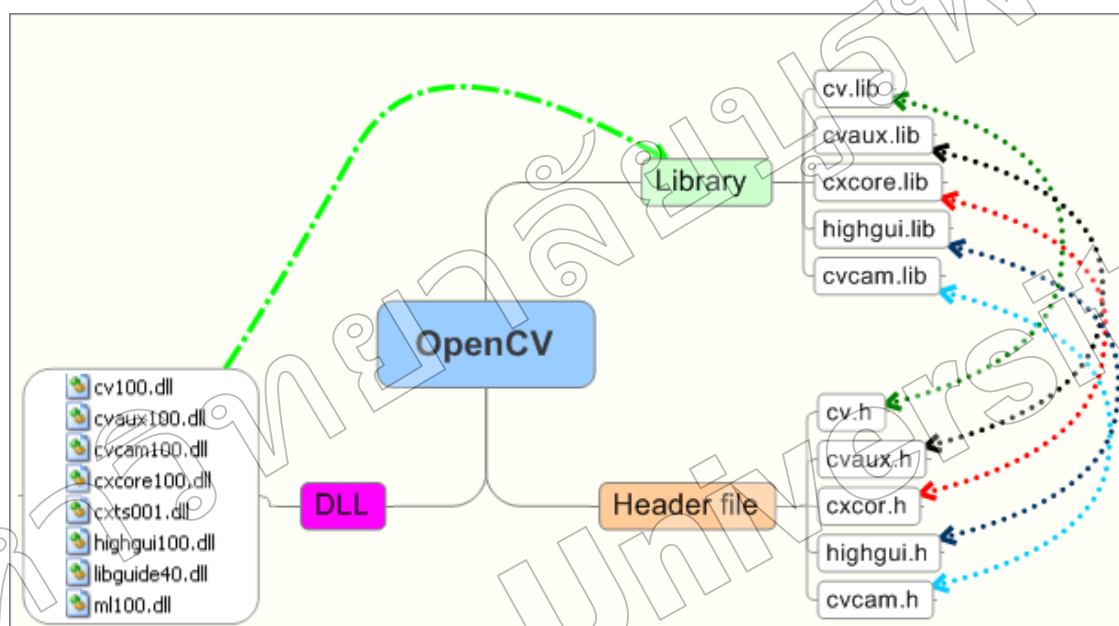 cv.lib
cvaux.lib
cxcore.lib
highgui.lib
cvcam.lib
Library
OpenCV
DLL
cv100.dll
cvaux100.dll
cvcam100.dll
cxcore100.dll
cxts001.dll
highgui100.dll
libguide40.dll
ml100.dll
Header file
cv.h
cvaux.h
cxcor.h
highgui.h
cvcam.h